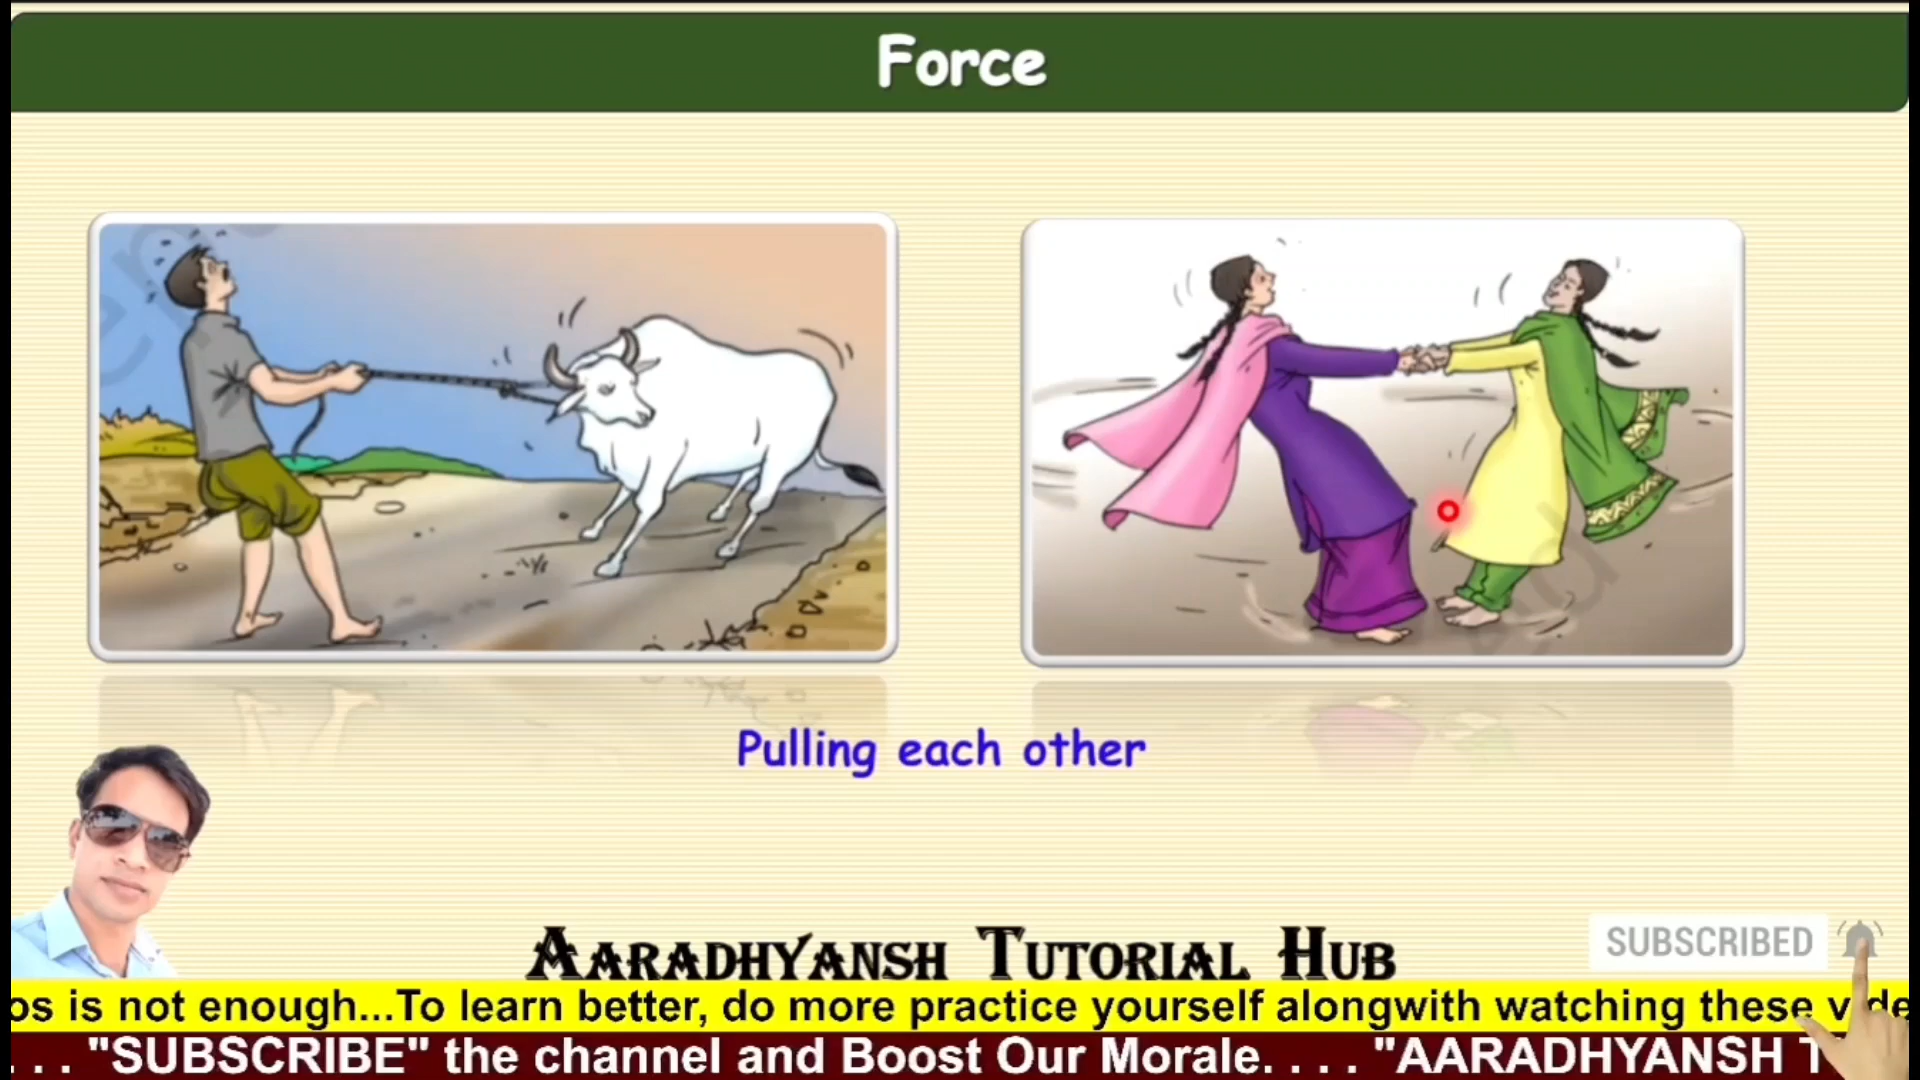 Force
Pulling each other
AARADHYANSH TUTORIAL HUB
SUBSCRIBED
is not enough...To learn better, do more practice yourself alongwith watching these
. . . "SUBSCRIBE" the channel and Boost Our Morale. . . . "AARADHYANSH